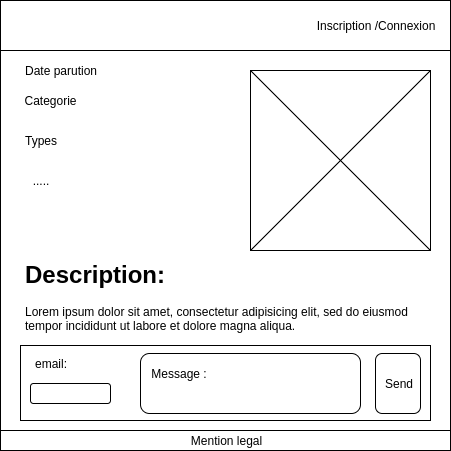 Inscription /Connexion
Date parution
Categorie
Types
.....
Description:
Lorem ipsum dolor sit amet, consectetur adipisicing elit, sed do eiusmod
tempor incididunt ut labore et dolore magna aliqua.
email:
Message :
Send
Mention legal